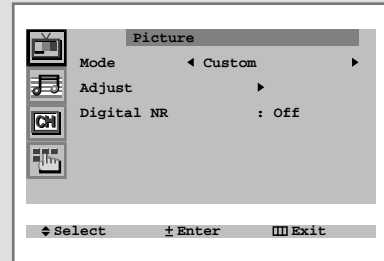 Picture
Mode ◀ Custom ▶
Adjust ▶
Digital NR : Off
CH
Select ± Enter Exit